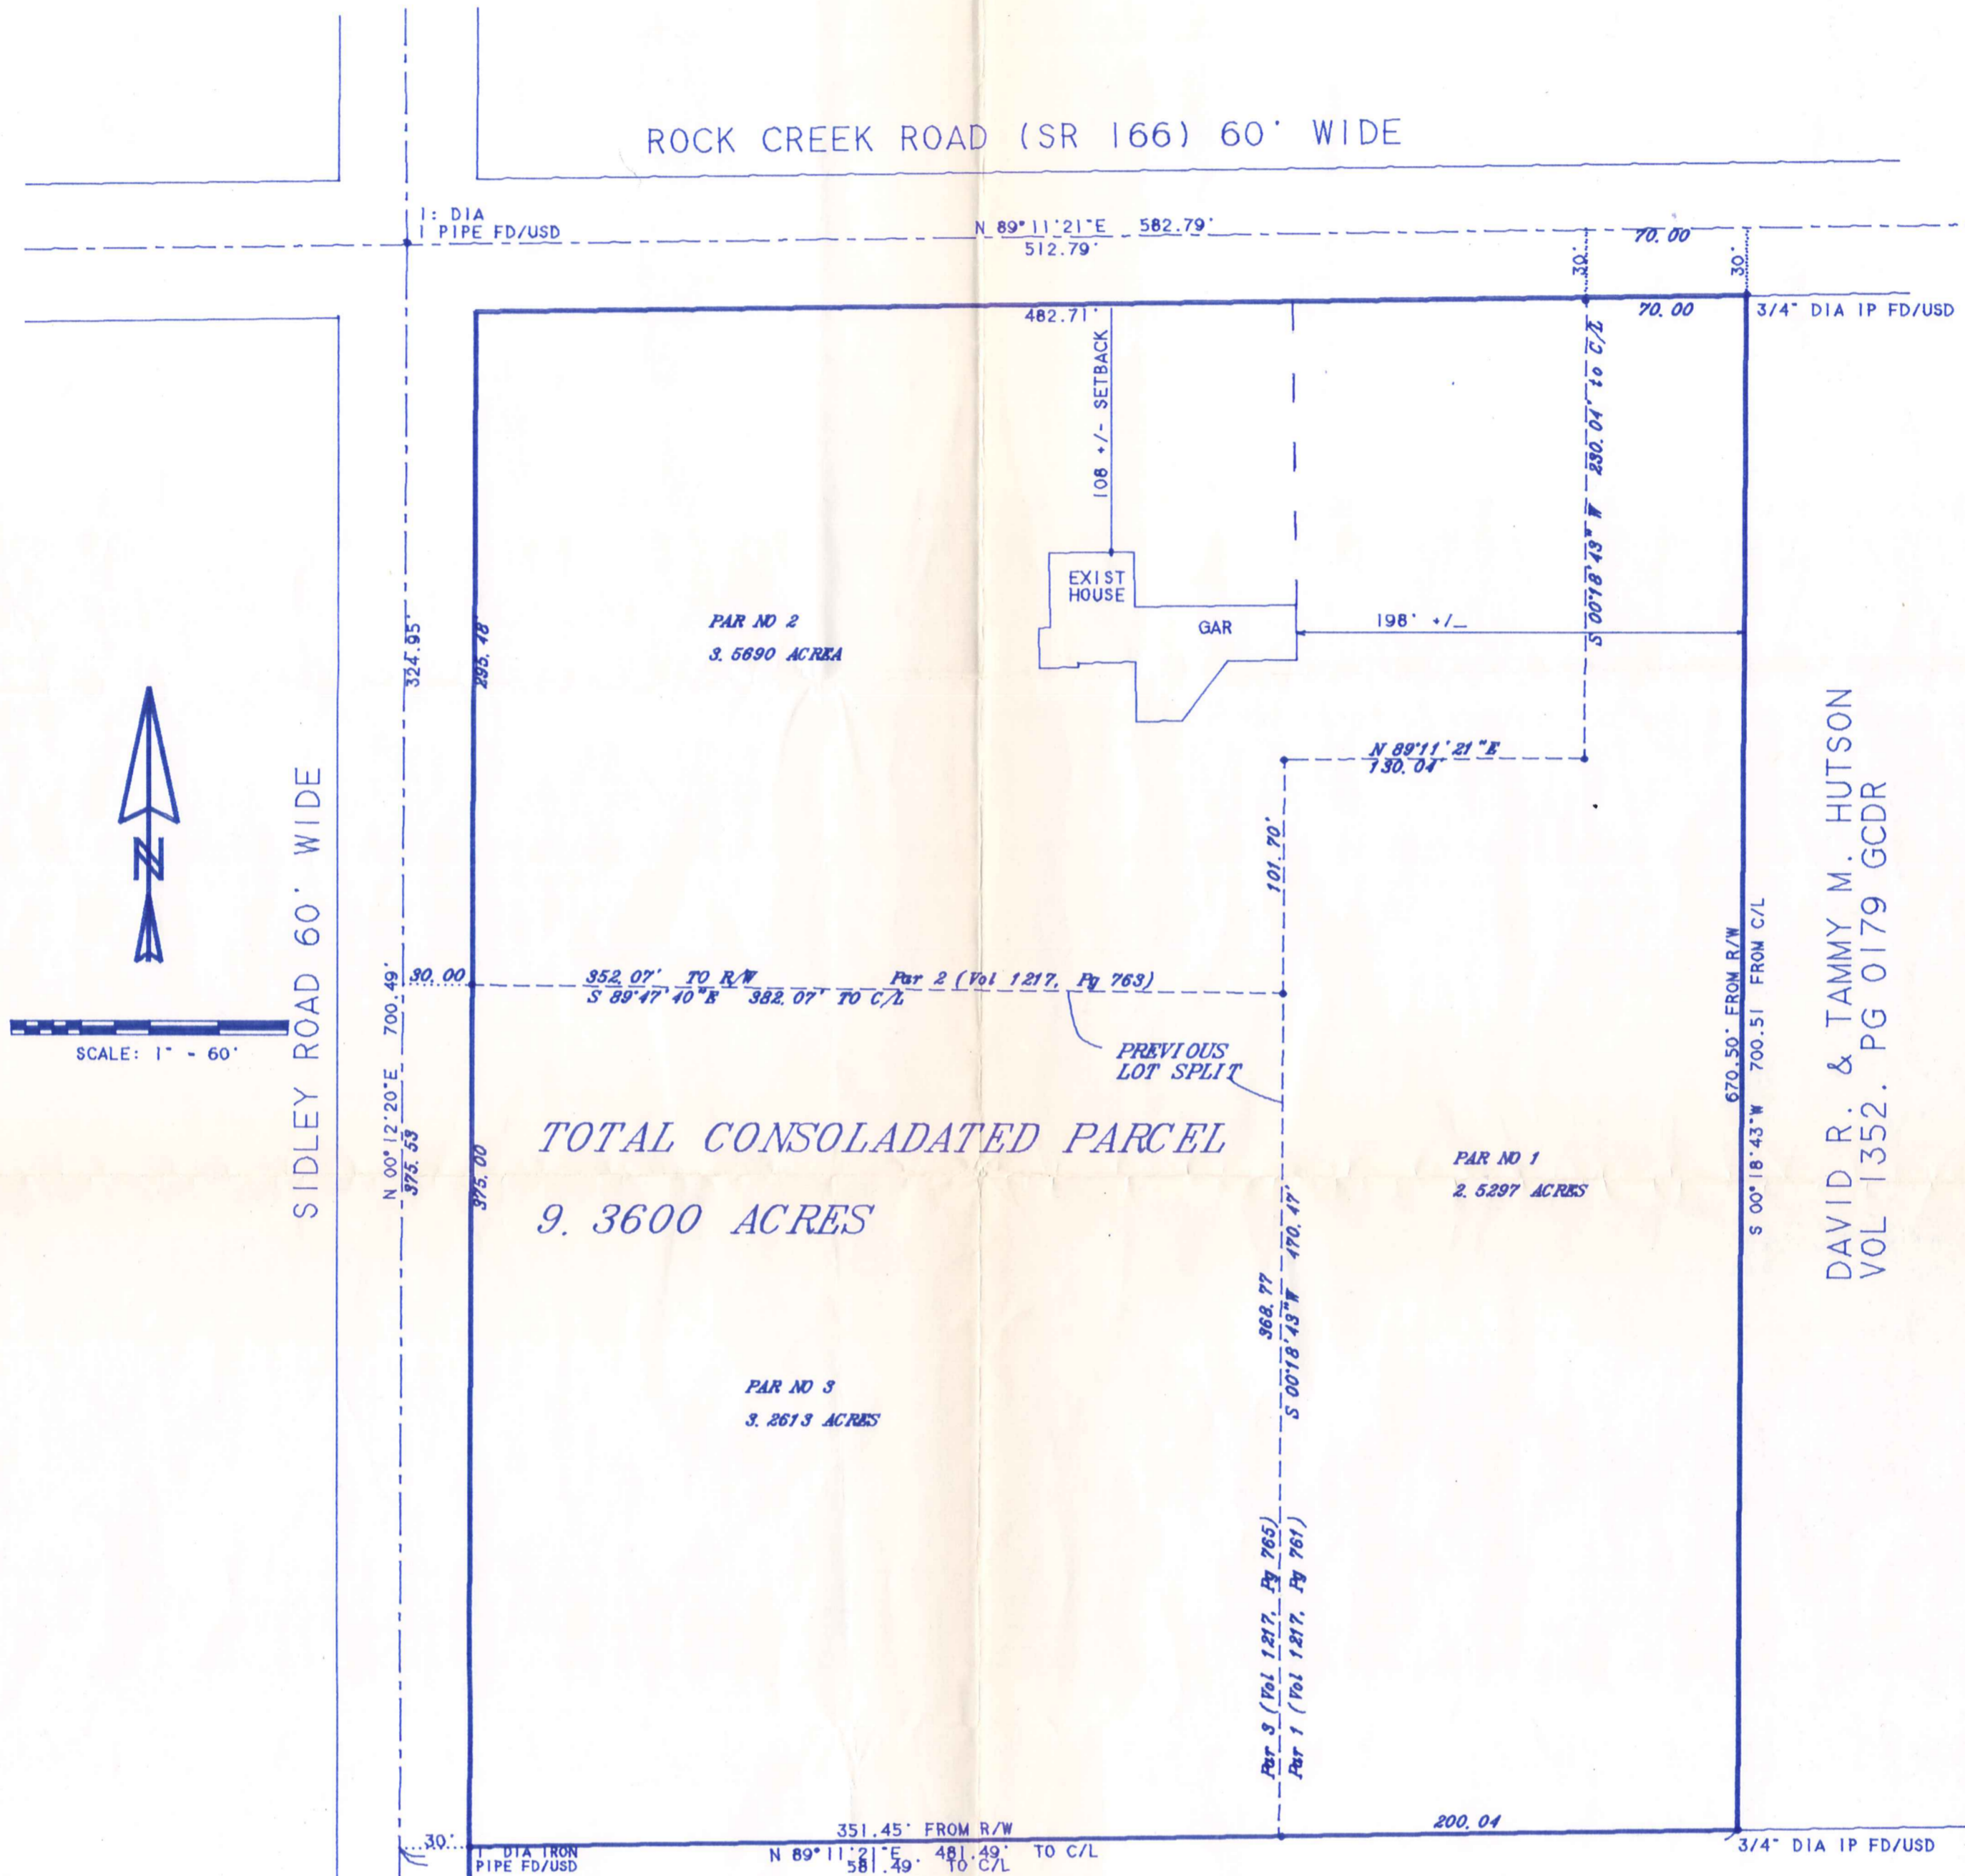 ROCK CREEK ROAD (SR 166) 60' WIDE
1: DIA
1 PIPE FD/USD
N 89°11'21"E 582.79'
512.79'
70.00
30'
30'
482.71'
70.00
3/4" DIA IP FD/USD
108 +/- SETBACK
S 00°18'43" W 230.04' to C/L
EXIST
HOUSE
GAR
198' +/_
324.95'
295.48'
PAR NO 2
3.5690 ACREA
N 89°11'21"E
130.04'
101.70'
N
SCALE: 1" - 60'
SIDLEY ROAD 60' WIDE
N 00°12'20"E 700.49'
375.53
30.00
375.00
352.07' TO R/W Par 2 (Vol 1217, Pg 763)
S 89°47'40"E 382.07' TO C/L
PREVIOUS
LOT SPLIT
TOTAL CONSOLADATED PARCEL
9.3600 ACRES
PAR NO 1
2.5297 ACRES
670.50' FROM R/W
S 00°18'43"W 700.51 FROM C/L
DAVID R. & TAMMY M. HUTSON
VOL 1352. PG 0179 GCDR
368.77
S 00°18'43"W 470.47'
PAR NO 3
3.2613 ACRES
Par 3 (Vol 1217, Pg 765)
Par 1 (Vol 1217, Pg 761)
30'
1" DIA IRON
PIPE FD/USD
351.45' FROM R/W
N 89°11'21"E 481.49' TO C/L
581.49' TO C/L
200.04
3/4" DIA IP FD/USD